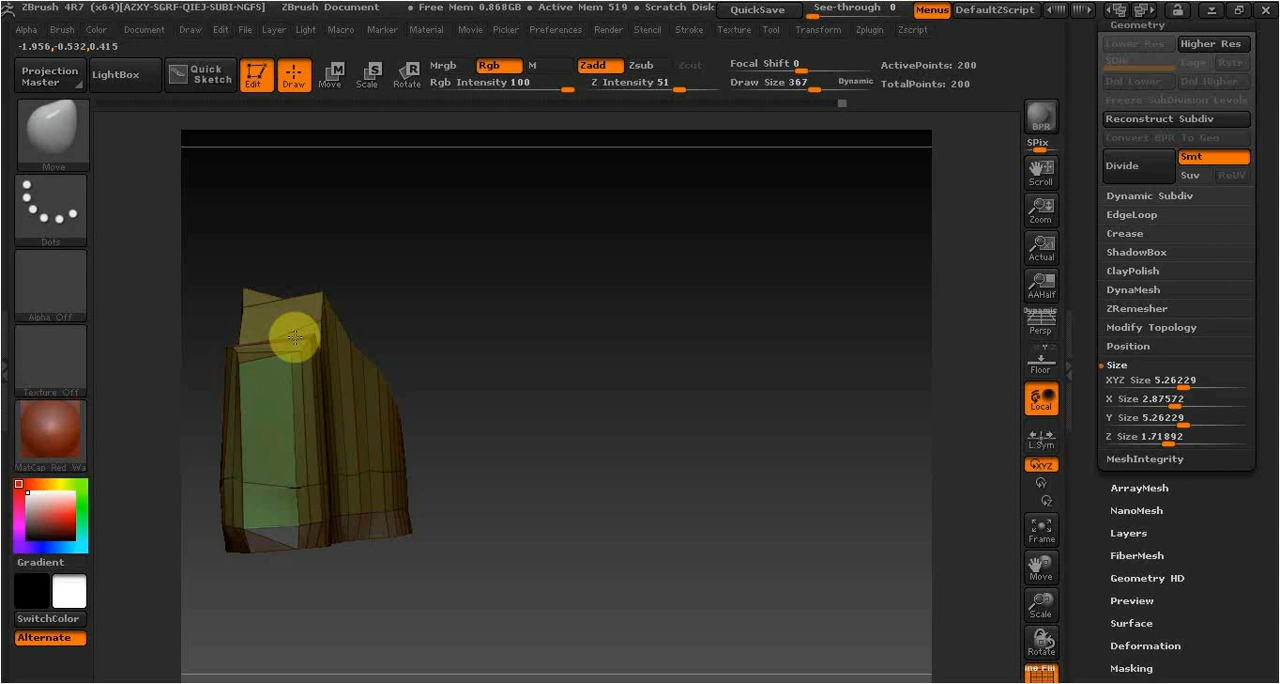 ZBrush 4R7 (x64)[AZXY-SGRF-QIEJ-SUBI-NGFS] ZBrush Document • Free Mem 0.868GB • Active Mem 519 • Scratch Disk QuickSave See-through 0 Menus DefaultZScript
Alpha Brush Color Document Draw Edit File Layer Light Macro Marker Material Movie Picker Preferences Render Stencil Stroke Texture Tool Transform Zplugin Zscript
-1.956,-0.532,0.415
Projection Master
LightBox
Quick Sketch
Edit
Draw
Move
Scale
Rotate
Mrgb Rgb M
Rgb Intensity 100
Zadd Zsub Zcut
Z Intensity 51
Focal Shift 0
Draw Size 367 Dynamic
ActivePoints: 200
TotalPoints: 200
Move
Dots
Alpha Off
Texture Off
MatCap Red Wa
Gradient
SwitchColor
Alternate
BPR
SPix
Scroll
Zoom
Actual
AAHalf
Dynamic
Persp
Floor
Local
L.Sym
XYZ
Frame
Move
Scale
Rotate
Geometry
Lower Res Higher Res
SDiv
Cage Rstr
Del Lower Del Higher
Freeze SubDivision Levels
Reconstruct Subdiv
Convert BPR To Geo
Divide
Smt
Suv ReUV
Dynamic Subdiv
EdgeLoop
Crease
ShadowBox
ClayPolish
DynaMesh
ZRemesher
Modify Topology
Position
Size
XYZ Size 5.26229
X Size 2.87572
Y Size 5.26229
Z Size 1.71892
MeshIntegrity
ArrayMesh
NanoMesh
Layers
FiberMesh
Geometry HD
Preview
Surface
Deformation
Masking